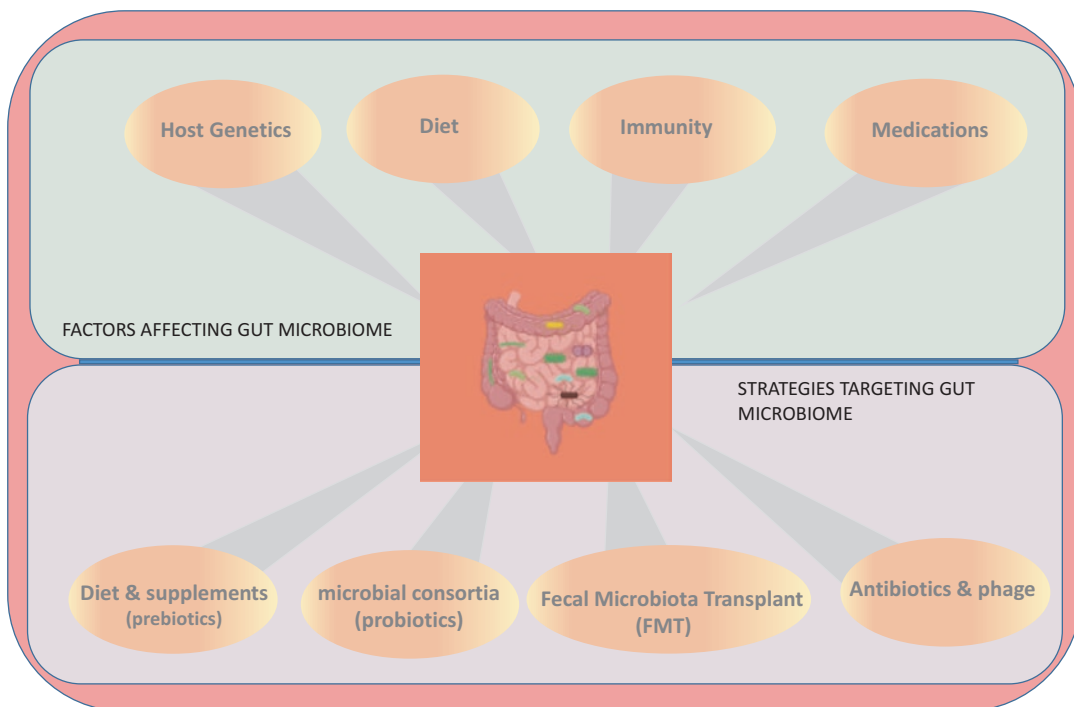 Host Genetics
Diet
Immunity
Medications
FACTORS AFFECTING GUT MICROBIOME
STRATEGIES TARGETING GUT
MICROBIOME
Diet & supplements
(prebiotics)
microbial consortia
(probiotics)
Fecal Microbiota Transplant
(FMT)
Antibiotics & phage